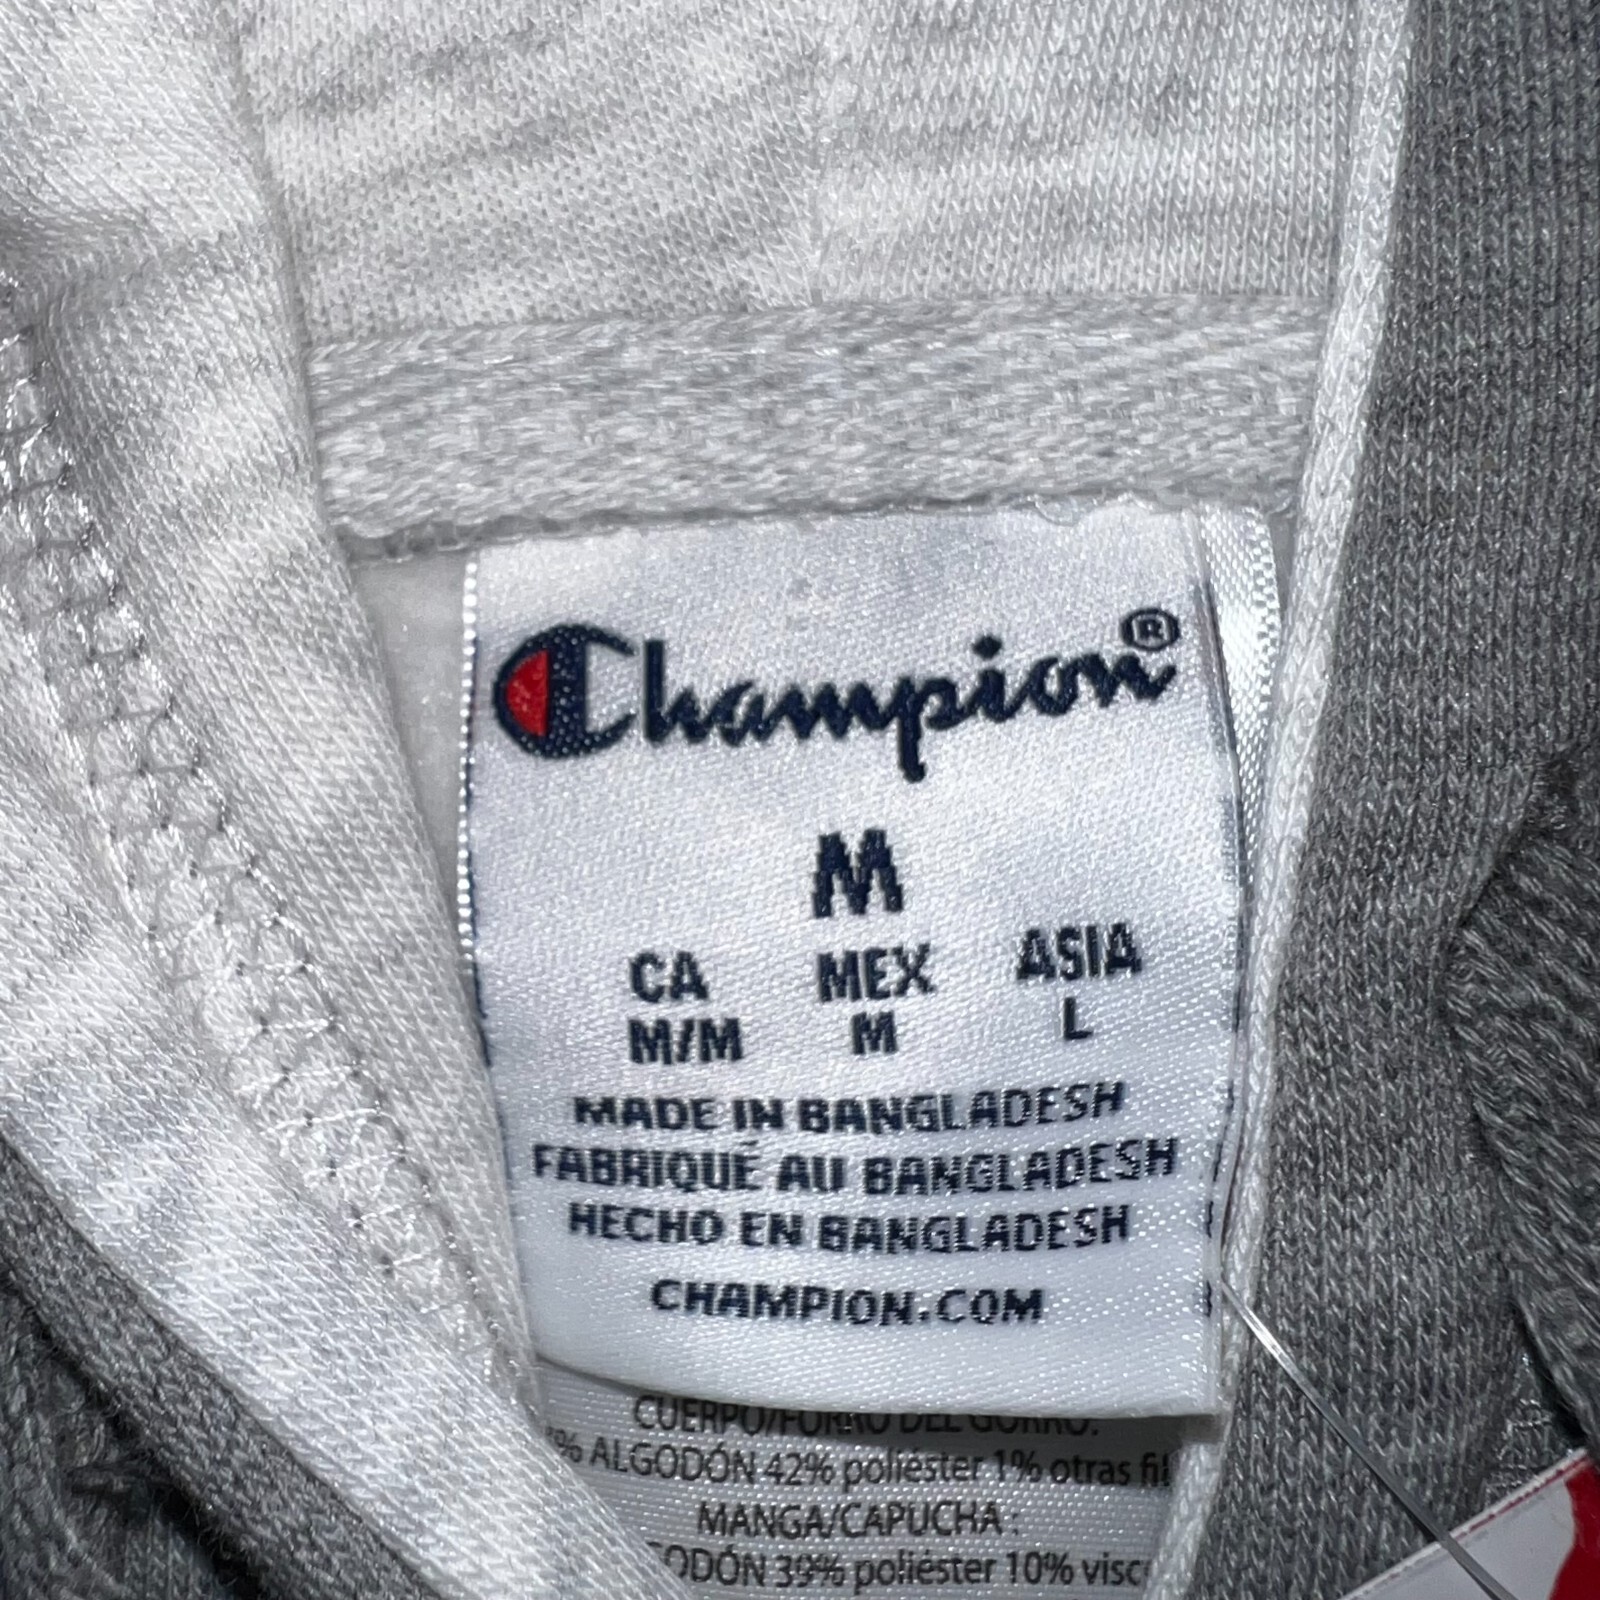 Champion®
M
CA MEX ASIA
M/M M L
MADE IN BANGLADESH
FABRIQUÉ AU BANGLADESH
HECHO EN BANGLADESH
CHAMPION.COM
CUERPO/FORRO DEL GORRO:
% ALGODÓN 42% poliéster 1% otras
MANGA/CAPUCHA :
39% poliéster 10%